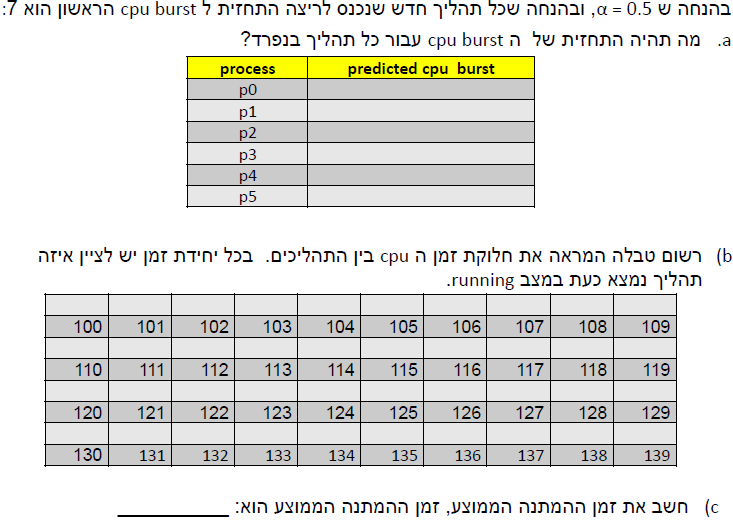 בהנחה ש α = 0.5, ובהנחה שכל תהליך חדש שנכנס לריצה התחזית ל cpu burst הראשון הוא 7:
a. מה תהיה התחזית של ה cpu burst עבור כל תהליך בנפרד?
process predicted cpu burst
p0
p1
p2
p3
p4
p5
b) רשום טבלה המראה את חלוקת זמן ה cpu בין התהליכים. בכל יחידת זמן יש לציין איזה
תהליך נמצא כעת במצב running.
100 101 102 103 104 105 106 107 108 109
110 111 112 113 114 115 116 117 118 119
120 121 122 123 124 125 126 127 128 129
130 131 132 133 134 135 136 137 138 139
c) חשב את זמן ההמתנה הממוצע, זמן ההמתנה הממוצע הוא: __________